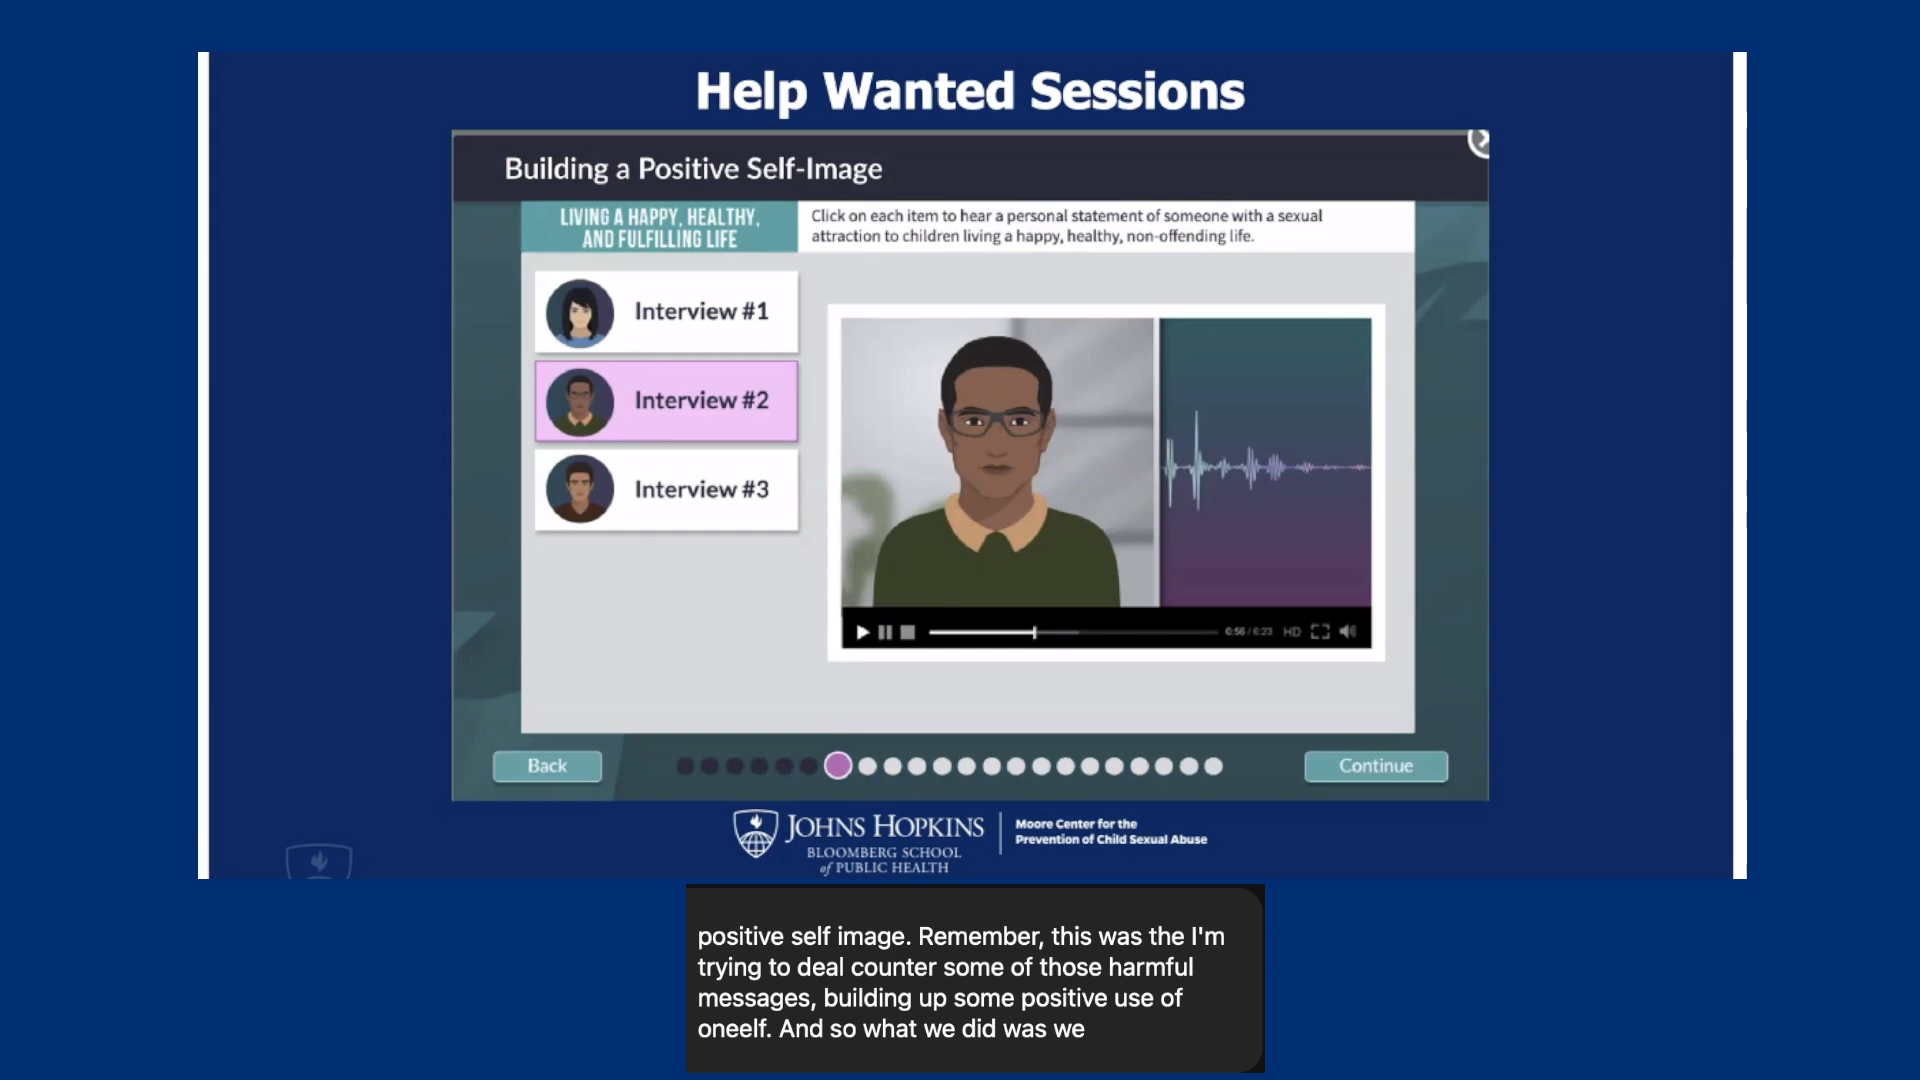 Help Wanted Sessions
Building a Positive Self-Image
LIVING A HAPPY, HEALTHY,
AND FULFILLING LIFE
Click on each item to hear a personal statement of someone with a sexual
attraction to children living a happy, healthy, non-offending life.
Interview #1
Interview #2
Interview #3
0:56 / 6:23 HD
Back
Continue
JOHNS HOPKINS
BLOOMBERG SCHOOL
of PUBLIC HEALTH
Moore Center for the
Prevention of Child Sexual Abuse
positive self image. Remember, this was the I'm
trying to deal counter some of those harmful
messages, building up some positive use of
oneelf. And so what we did was we